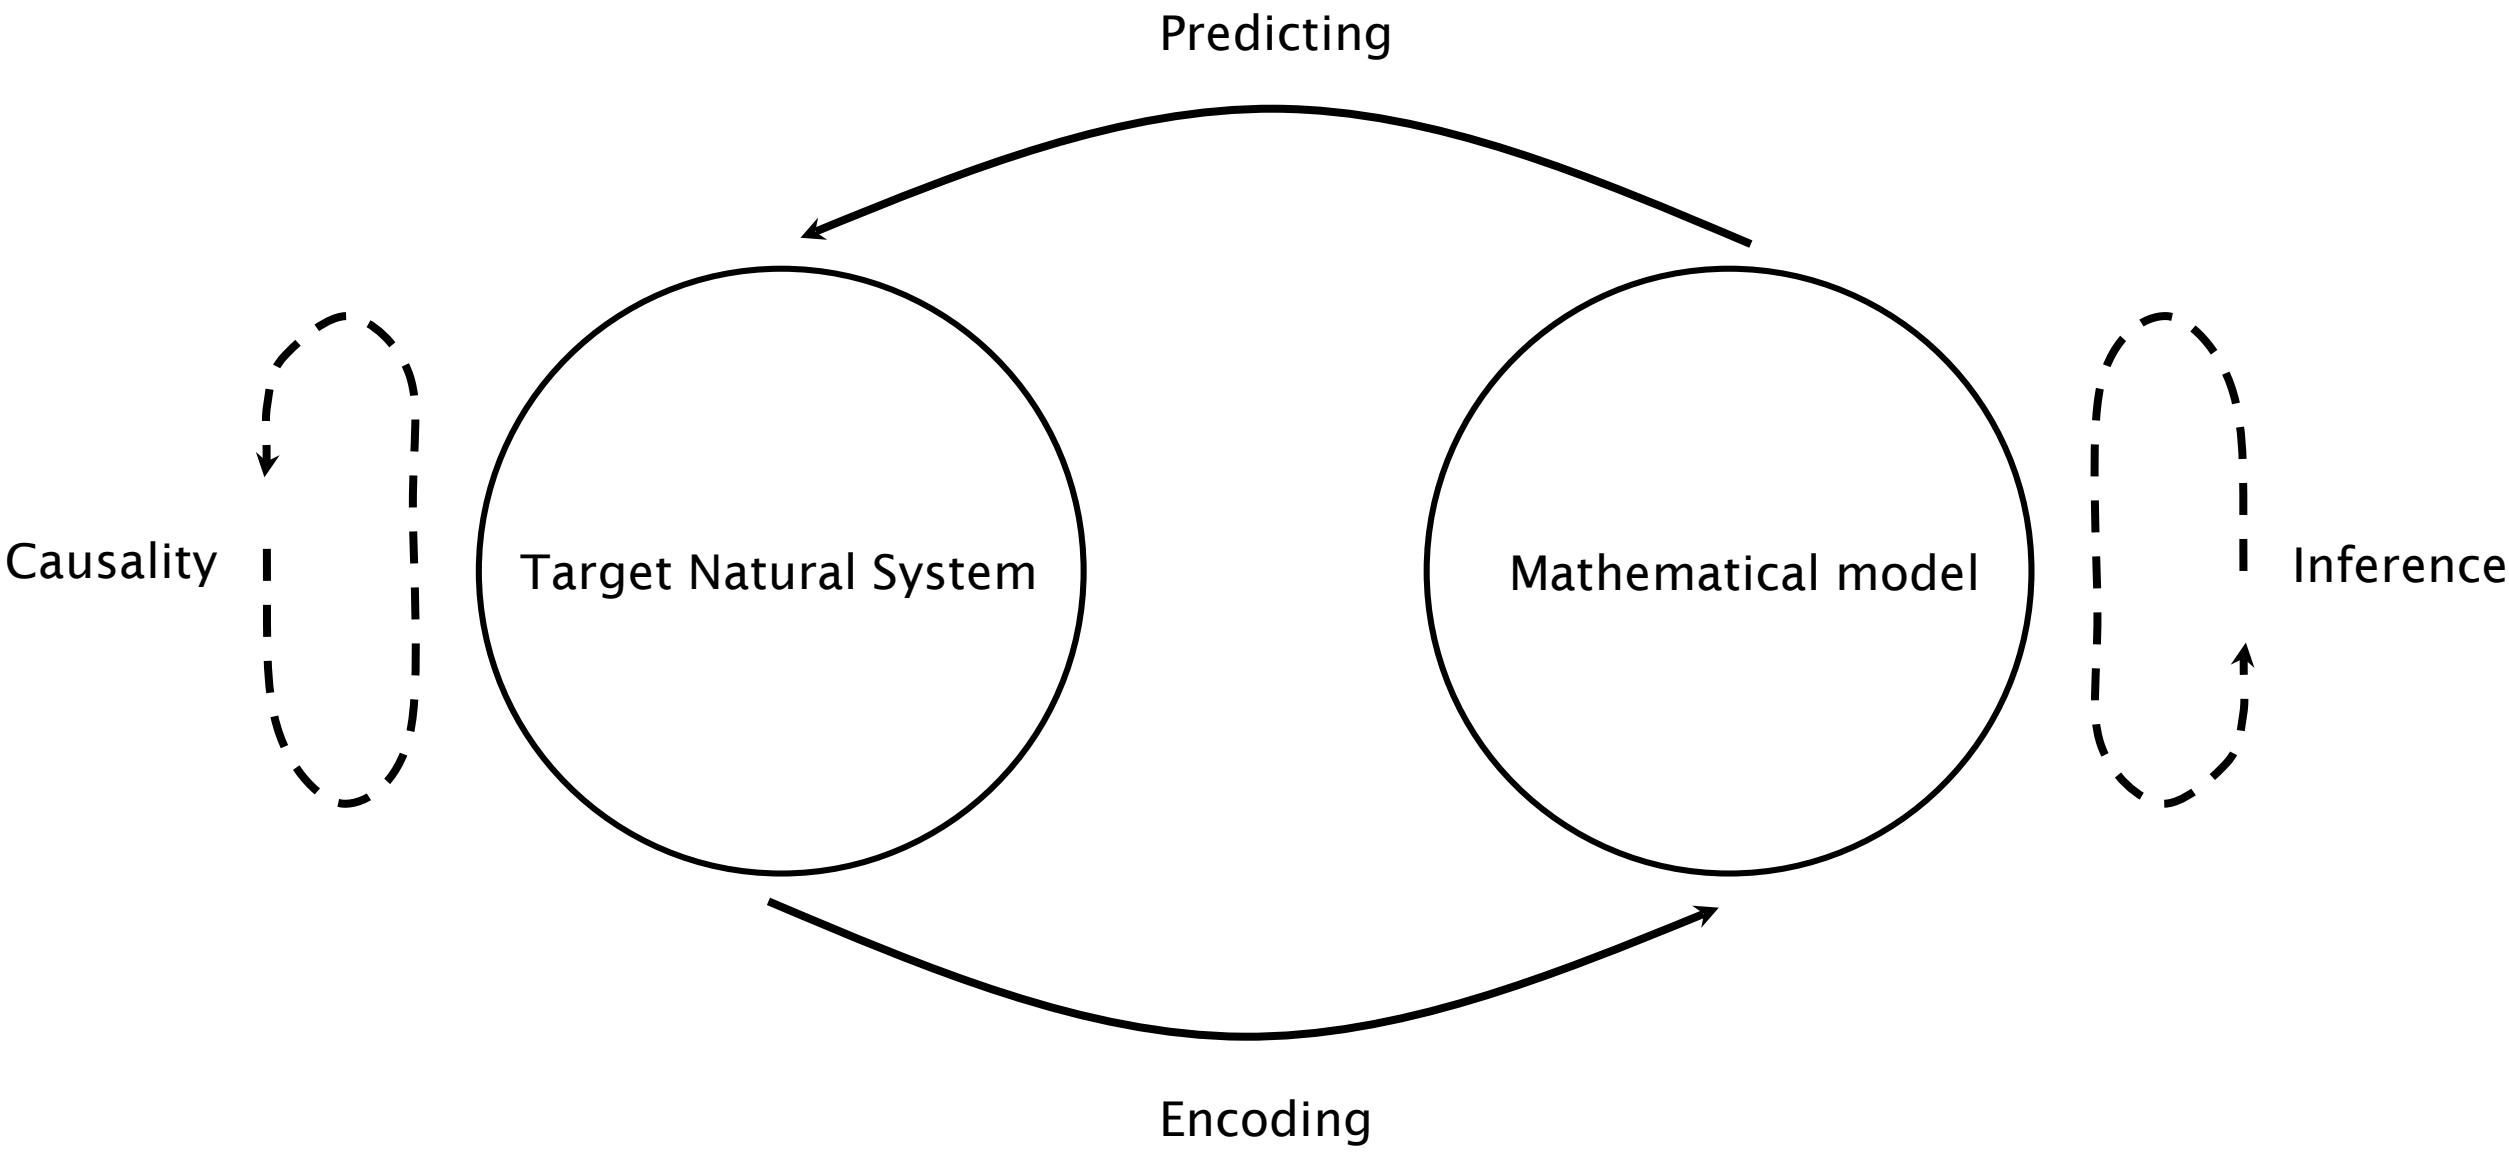 Predicting
Causality
Target Natural System
Mathematical model
Inference
Encoding